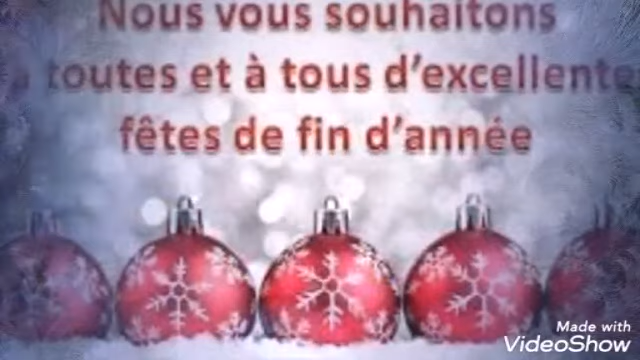 Nous vous souhaitons
à toutes et à tous d'excellente
fêtes de fin d'année
Made with
VideoShow